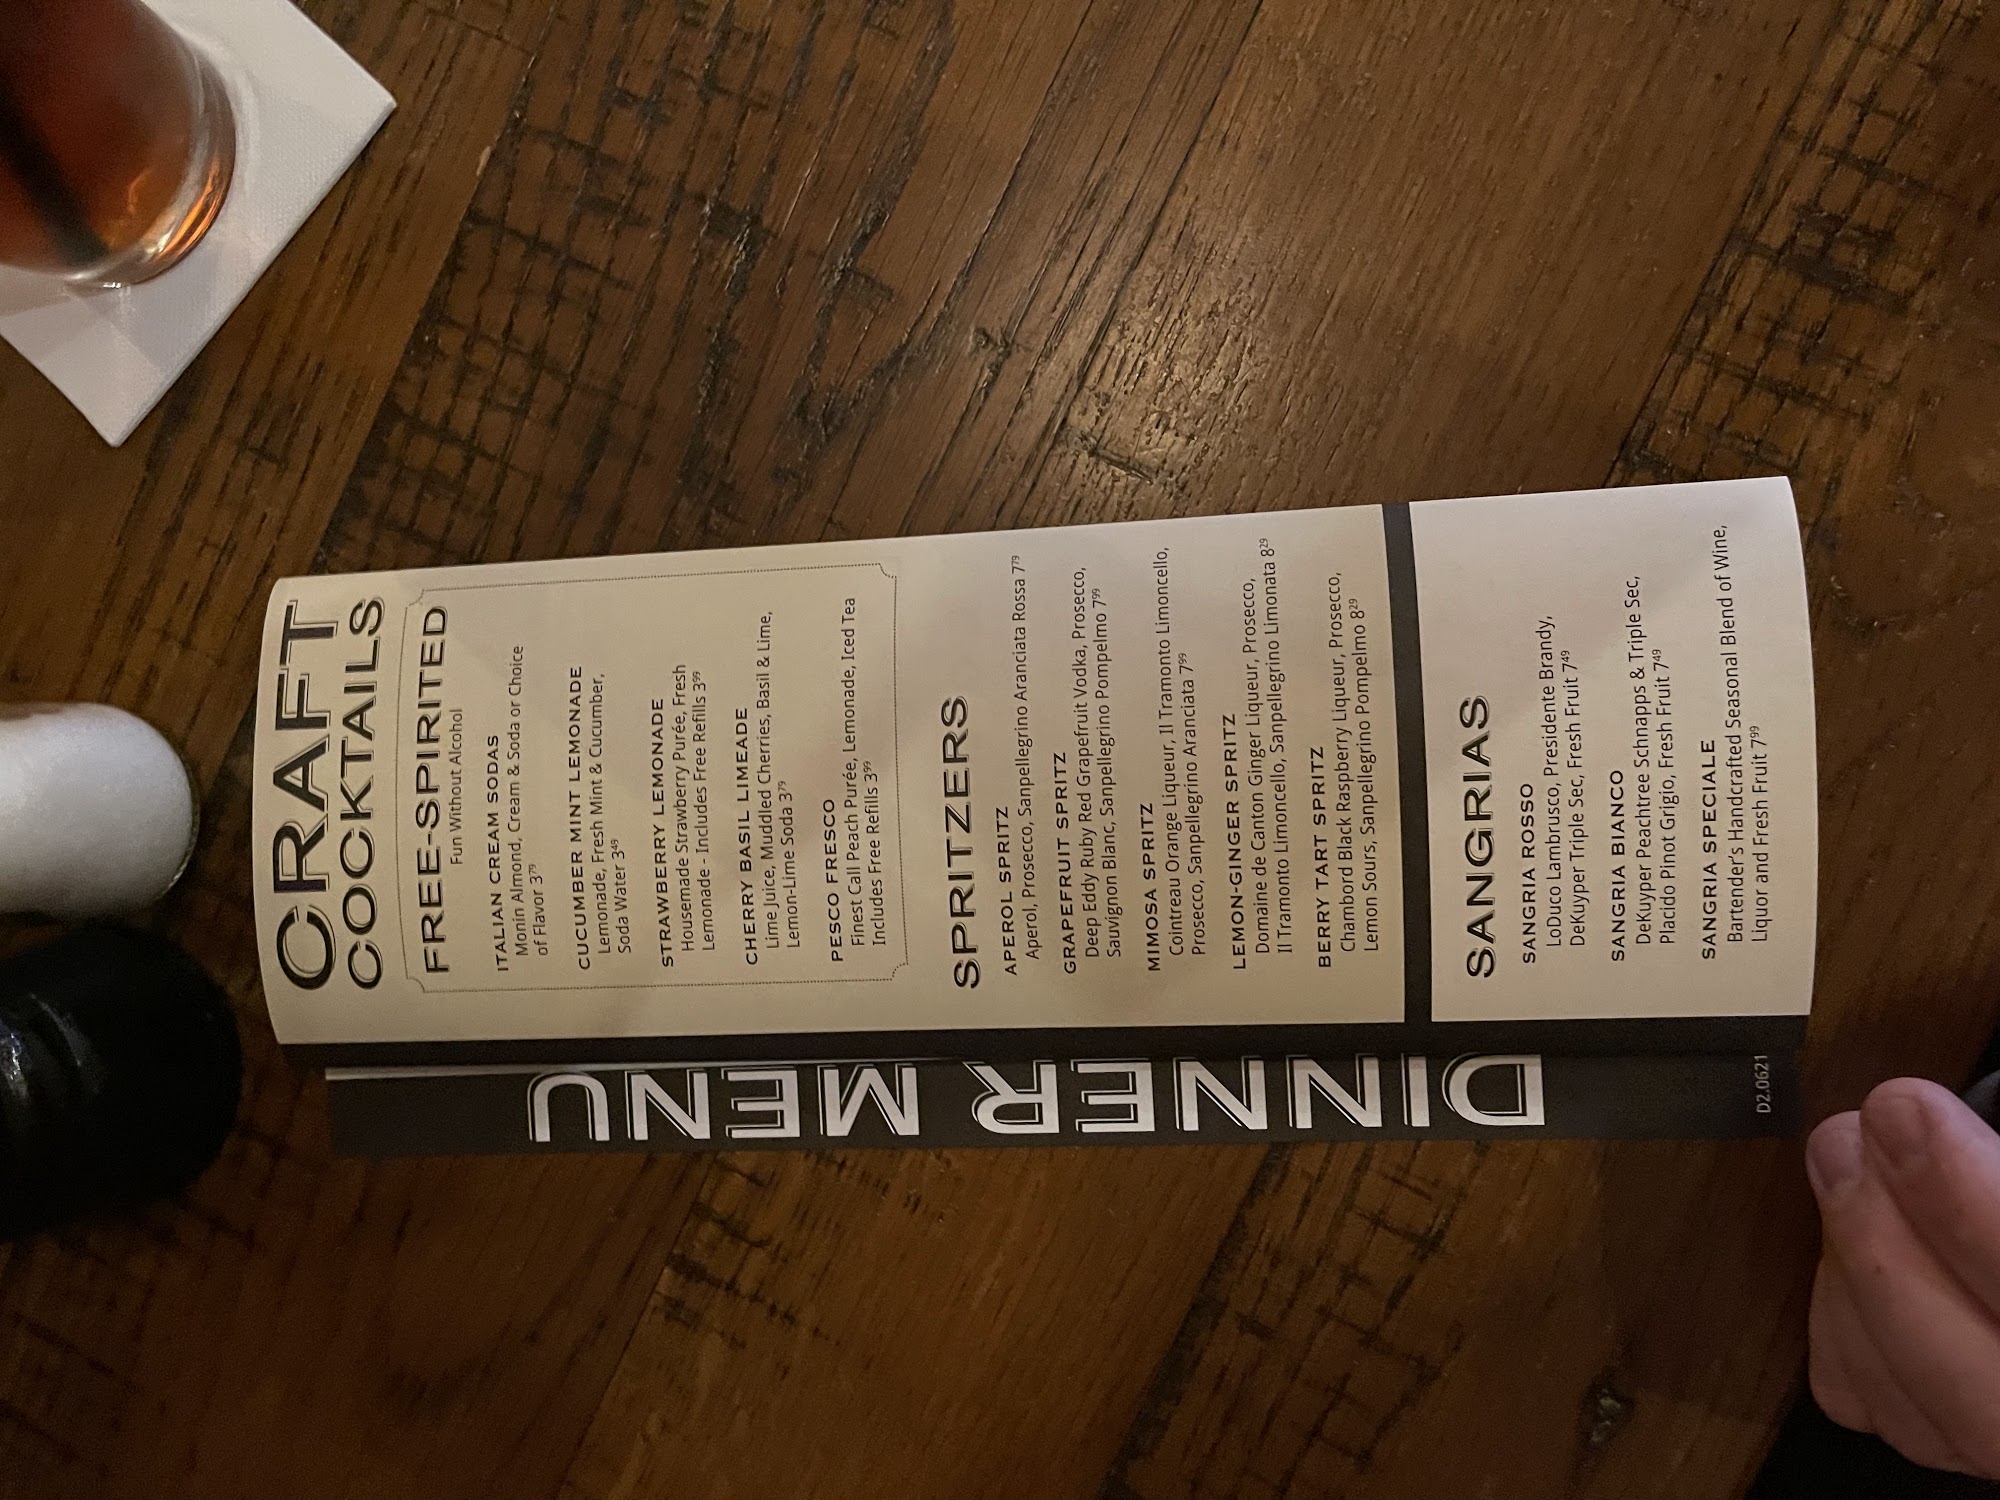 CRAFT
COCKTAILS
FREE-SPIRITED
Fun Without Alcohol
ITALIAN CREAM SODAS
Monin Almond, Cream & Soda or Choice
of Flavor 3⁷⁹
CUCUMBER MINT LEMONADE
Lemonade, Fresh Mint & Cucumber,
Soda Water 3⁴⁹
STRAWBERRY LEMONADE
Housemade Strawberry Purée, Fresh
Lemonade - Includes Free Refills 3⁹⁹
CHERRY BASIL LIMEADE
Lime Juice, Muddled Cherries, Basil & Lime,
Lemon-Lime Soda 3⁷⁹
PESCO FRESCO
Finest Call Peach Purée, Lemonade, Iced Tea
Includes Free Refills 3⁹⁹
SPRITZERS
APEROL SPRITZ
Aperol, Prosecco, Sanpellegrino Aranciata Rossa 7⁷⁹
GRAPEFRUIT SPRITZ
Deep Eddy Ruby Red Grapefruit Vodka, Prosecco,
Sauvignon Blanc, Sanpellegrino Pompelmo 7⁹⁹
MIMOSA SPRITZ
Cointreau Orange Liqueur, Il Tramonto Limoncello,
Prosecco, Sanpellegrino Aranciata 7⁹⁹
LEMON-GINGER SPRITZ
Domaine de Canton Ginger Liqueur, Prosecco,
Il Tramonto Limoncello, Sanpellegrino Limonata 8²⁹
BERRY TART SPRITZ
Chambord Black Raspberry Liqueur, Prosecco,
Lemon Sours, Sanpellegrino Pompelmo 8²⁹
SANGRIAS
SANGRIA ROSSO
LoDuco Lambrusco, Presidente Brandy,
DeKuyper Triple Sec, Fresh Fruit 7⁴⁹
SANGRIA BIANCO
DeKuyper Peachtree Schnapps & Triple Sec,
Placido Pinot Grigio, Fresh Fruit 7⁴⁹
SANGRIA SPECIALE
Bartender's Handcrafted Seasonal Blend of Wine,
Liquor and Fresh Fruit 7⁹⁹
DINNER MENU
D2.0621